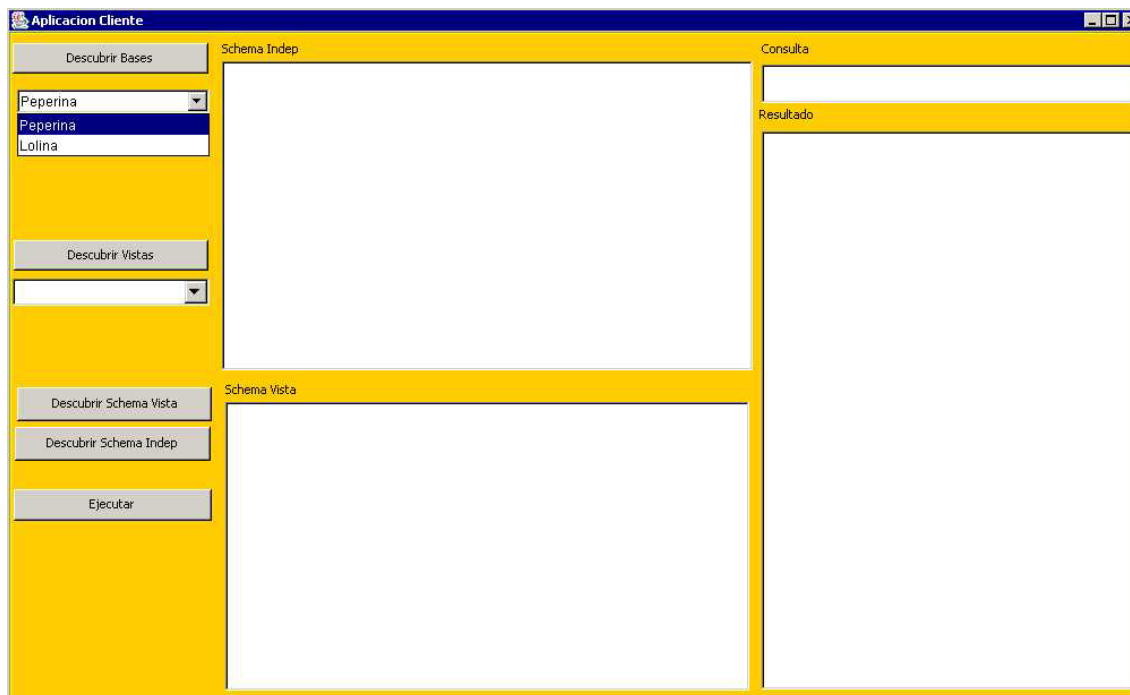 Aplicacion Cliente
Descubrir Bases
Peperina
Peperina
Lolina
Descubrir Vistas
Descubrir Schema Vista
Descubrir Schema Indep
Ejecutar
Schema Indep
Schema Vista
Consulta
Resultado